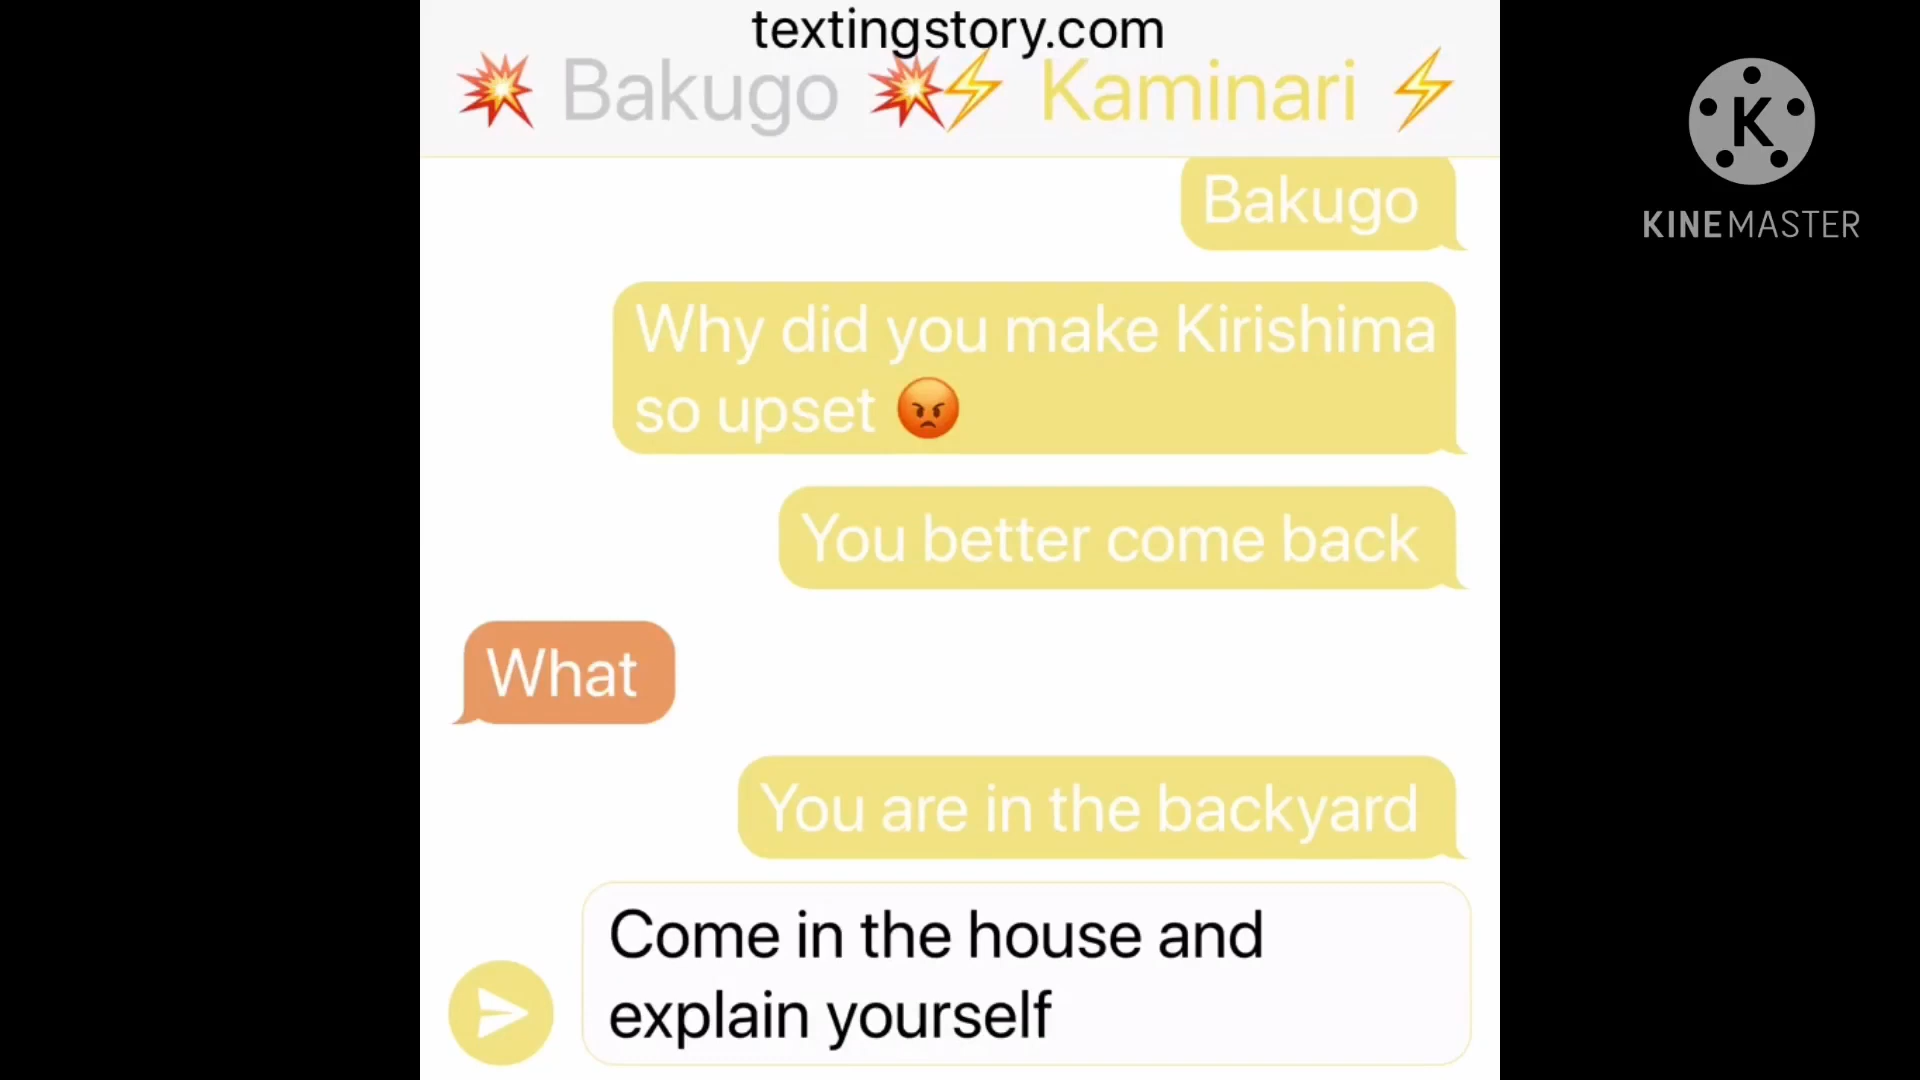 textingstory.com
💥 Bakugo 💥⚡ Kaminari ⚡
K
KINEMASTER
Bakugo
Why did you make Kirishima
so upset 😡
You better come back
What
You are in the backyard
Come in the house and
explain yourself